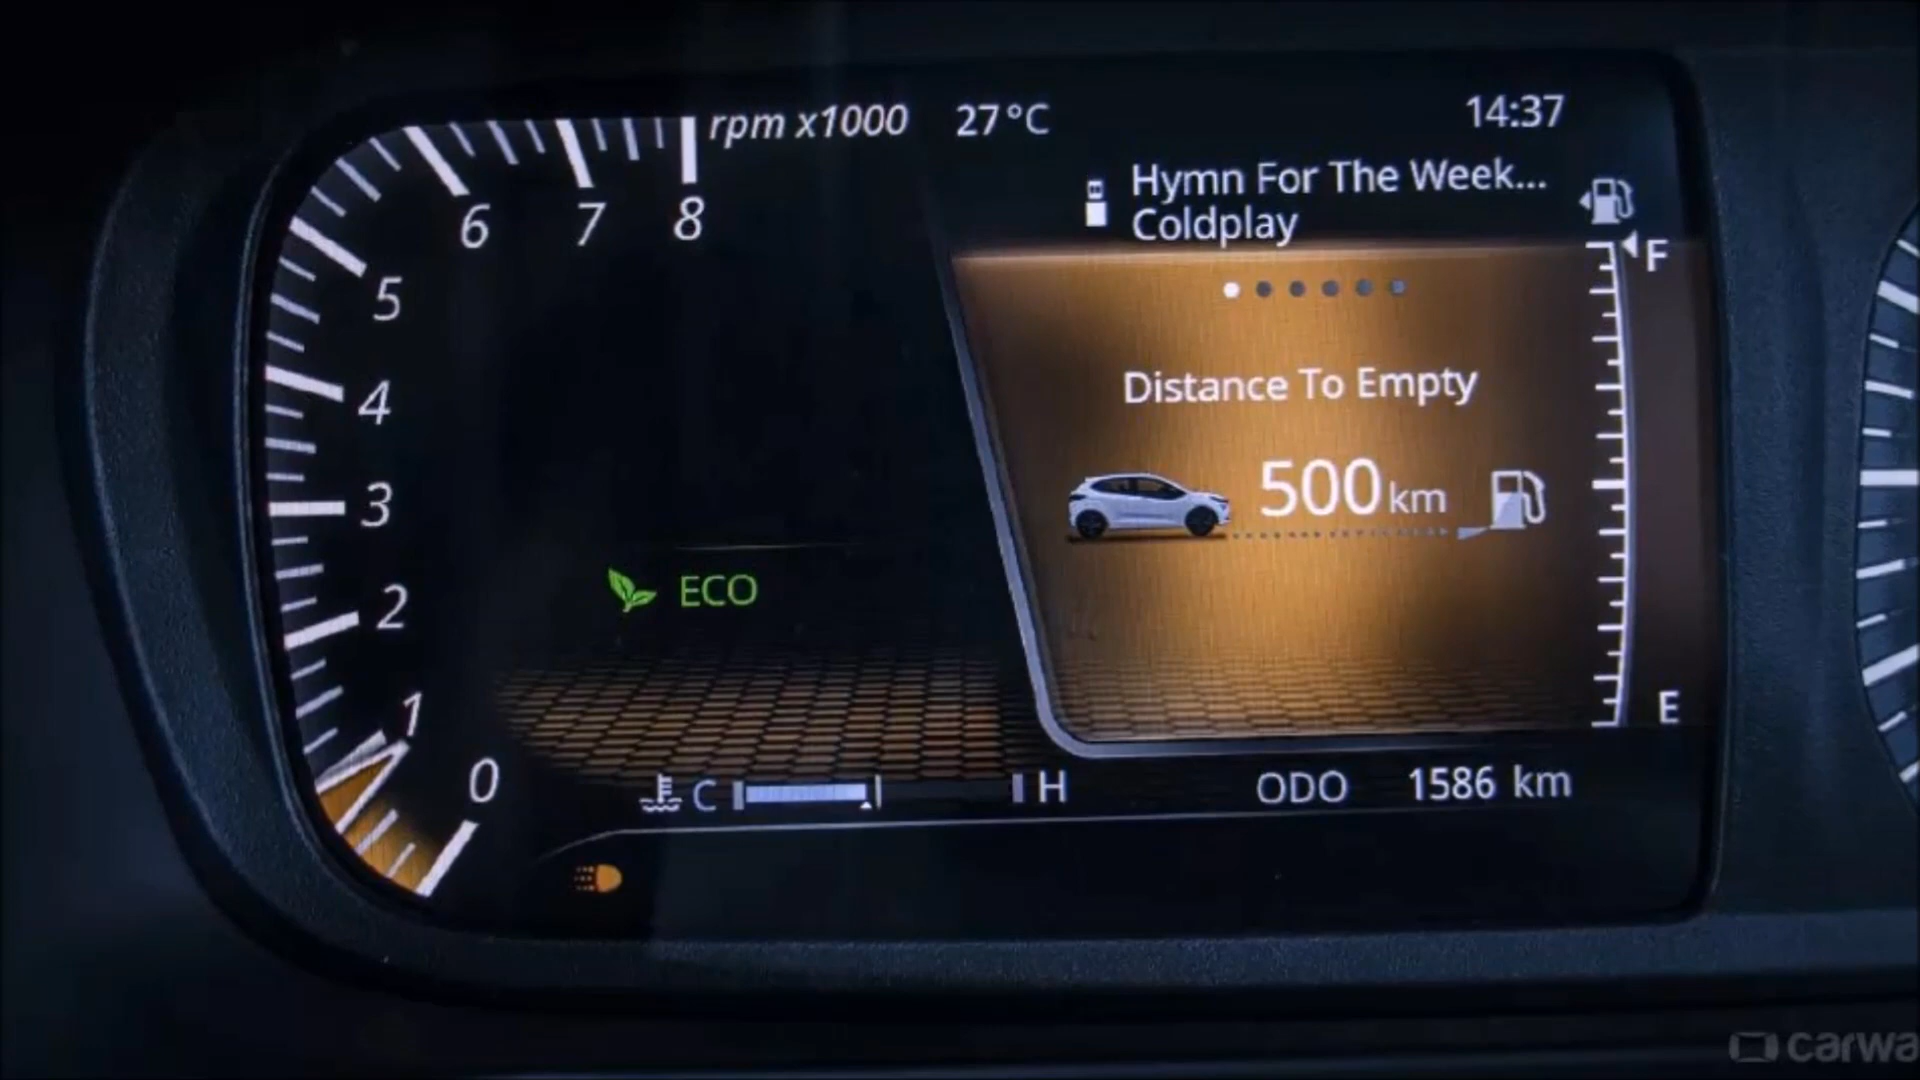 rpm x1000
27°C
14:37
Hymn For The Week...
Coldplay
F
6 7 8
5
4
3
2
1
0
Distance To Empty
500 km
ECO
E
C H
ODO 1586 km
carwa